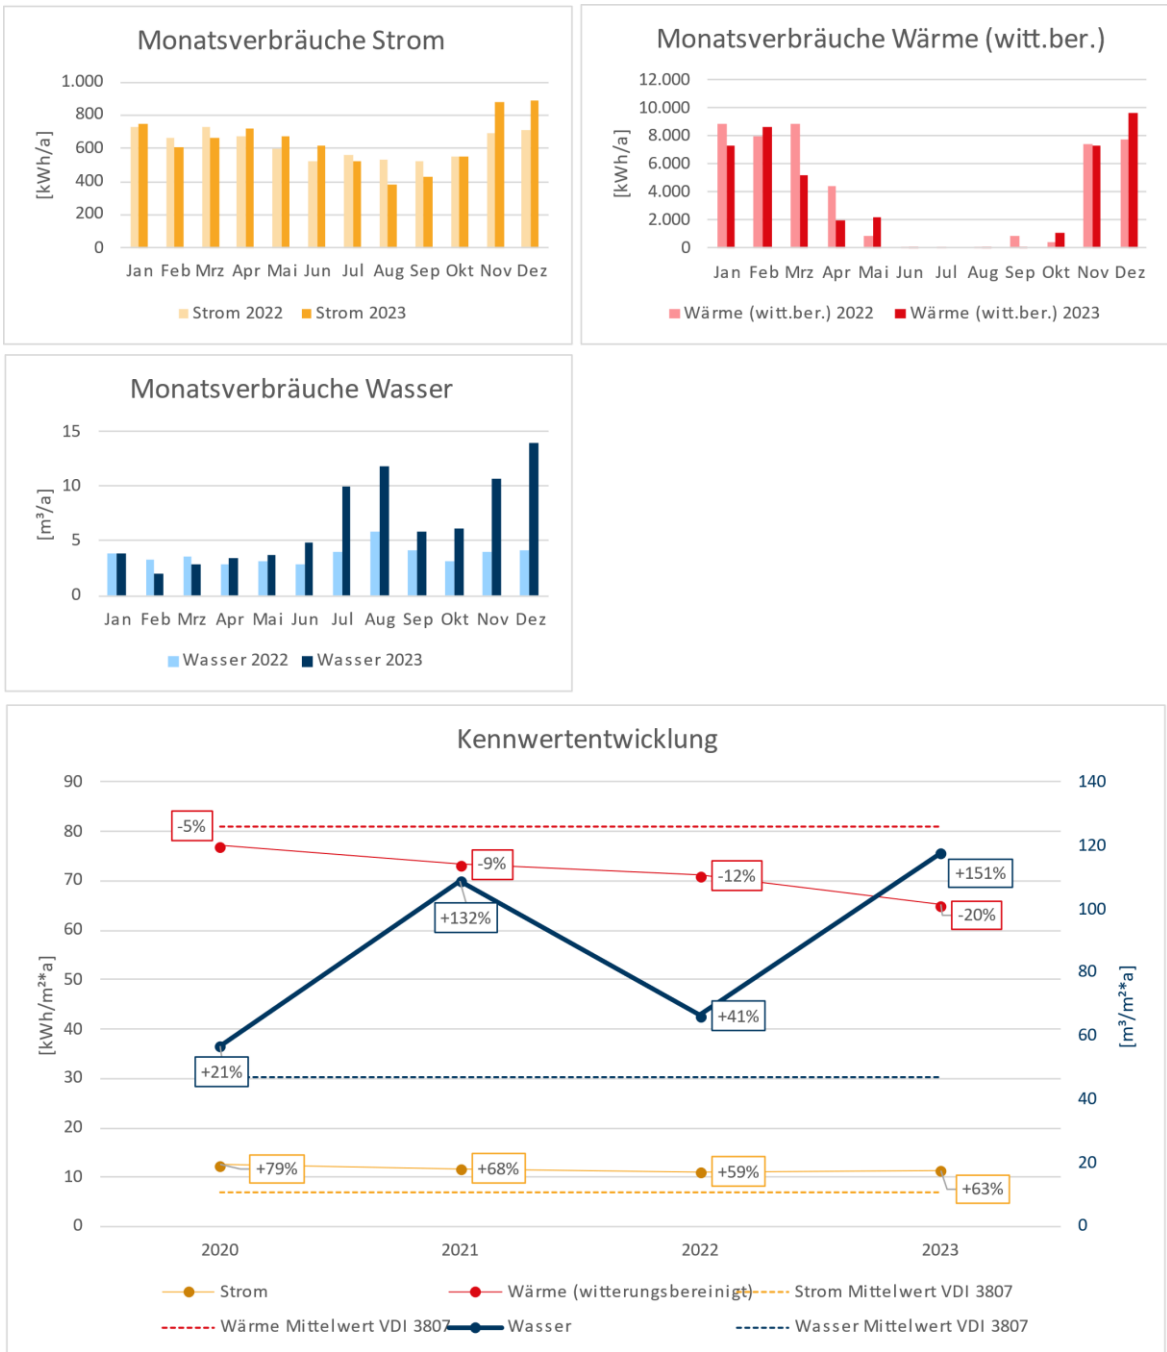 Monatsverbräuche Strom
[kWh/a]
1.000
800
600
400
200
0
Jan Feb Mrz Apr Mai Jun Jul Aug Sep Okt Nov Dez
Strom 2022 Strom 2023
Monatsverbräuche Wärme (witt.ber.)
[kWh/a]
12.000
10.000
8.000
6.000
4.000
2.000
0
Jan Feb Mrz Apr Mai Jun Jul Aug Sep Okt Nov Dez
Wärme (witt.ber.) 2022 Wärme (witt.ber.) 2023
Monatsverbräuche Wasser
[m³/a]
15
10
5
0
Jan Feb Mrz Apr Mai Jun Jul Aug Sep Okt Nov Dez
Wasser 2022 Wasser 2023
Kennwertentwicklung
[kWh/m²*a]
90
80
70
60
50
40
30
20
10
0
-5%
-9%
-12%
-20%
+21%
+132%
+41%
+151%
+79%
+68%
+59%
+63%
140
120
100
80
60
40
20
0
[m³/m²*a]
2020 2021 2022 2023
Strom Wärme (witterungsbereinigt) Strom Mittelwert VDI 3807
Wärme Mittelwert VDI 3807 Wasser Wasser Mittelwert VDI 3807